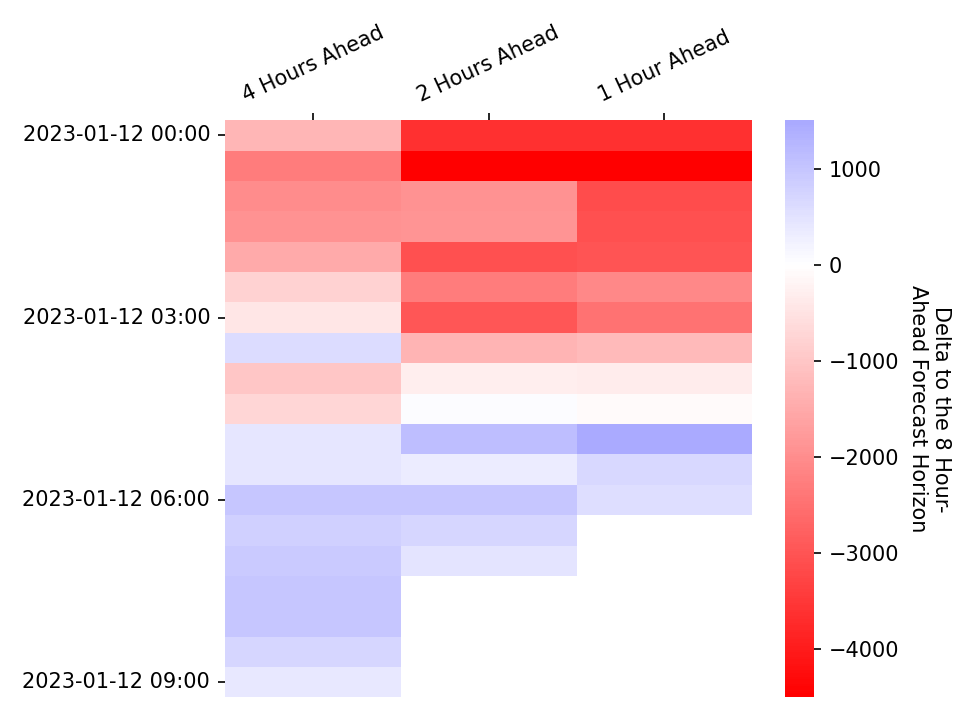 4 Hours Ahead
2 Hours Ahead
1 Hour Ahead
2023-01-12 00:00
2023-01-12 03:00
2023-01-12 06:00
2023-01-12 09:00
1000
0
−1000
−2000
−3000
−4000
Delta to the 8 Hour-
Ahead Forecast Horizon